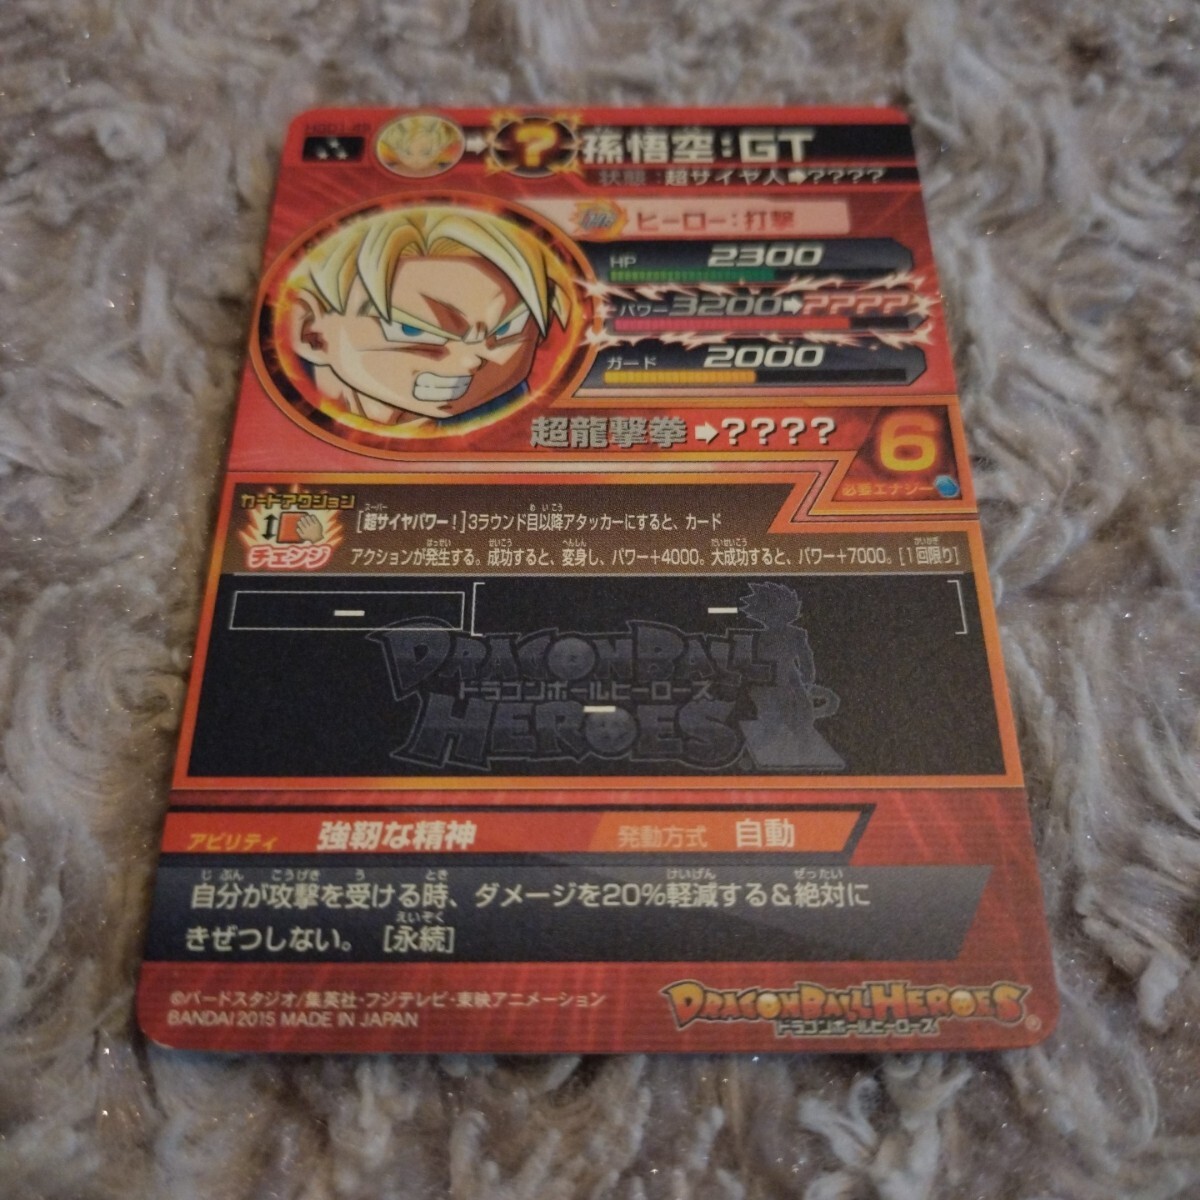 孫悟空:GT
状態:超サイヤ人➡????
ヒーロー:打撃
HP 2300
パワー 3200➡????
ガード 2000
超龍撃拳➡????
6
必要エナジー
カードアクション
チェンジ
[超サイヤパワー!]3ラウンド目以降アタッカーにすると、カード
アクションが発生する。成功すると、変身し、パワー+4000。大成功すると、パワー+7000。[1回限り]
ー ー
DRAGON BALL
ドラゴンボールヒーローズ
HEROES
ー
アビリティ 強靭な精神 発動方式 自動
自分が攻撃を受ける時、ダメージを20%軽減する&絶対に
きぜつしない。[永続]
©バードスタジオ/集英社・フジテレビ・東映アニメーション
BANDAI 2015 MADE IN JAPAN
DRAGON BALL HEROES
ドラゴンボールヒーローズ